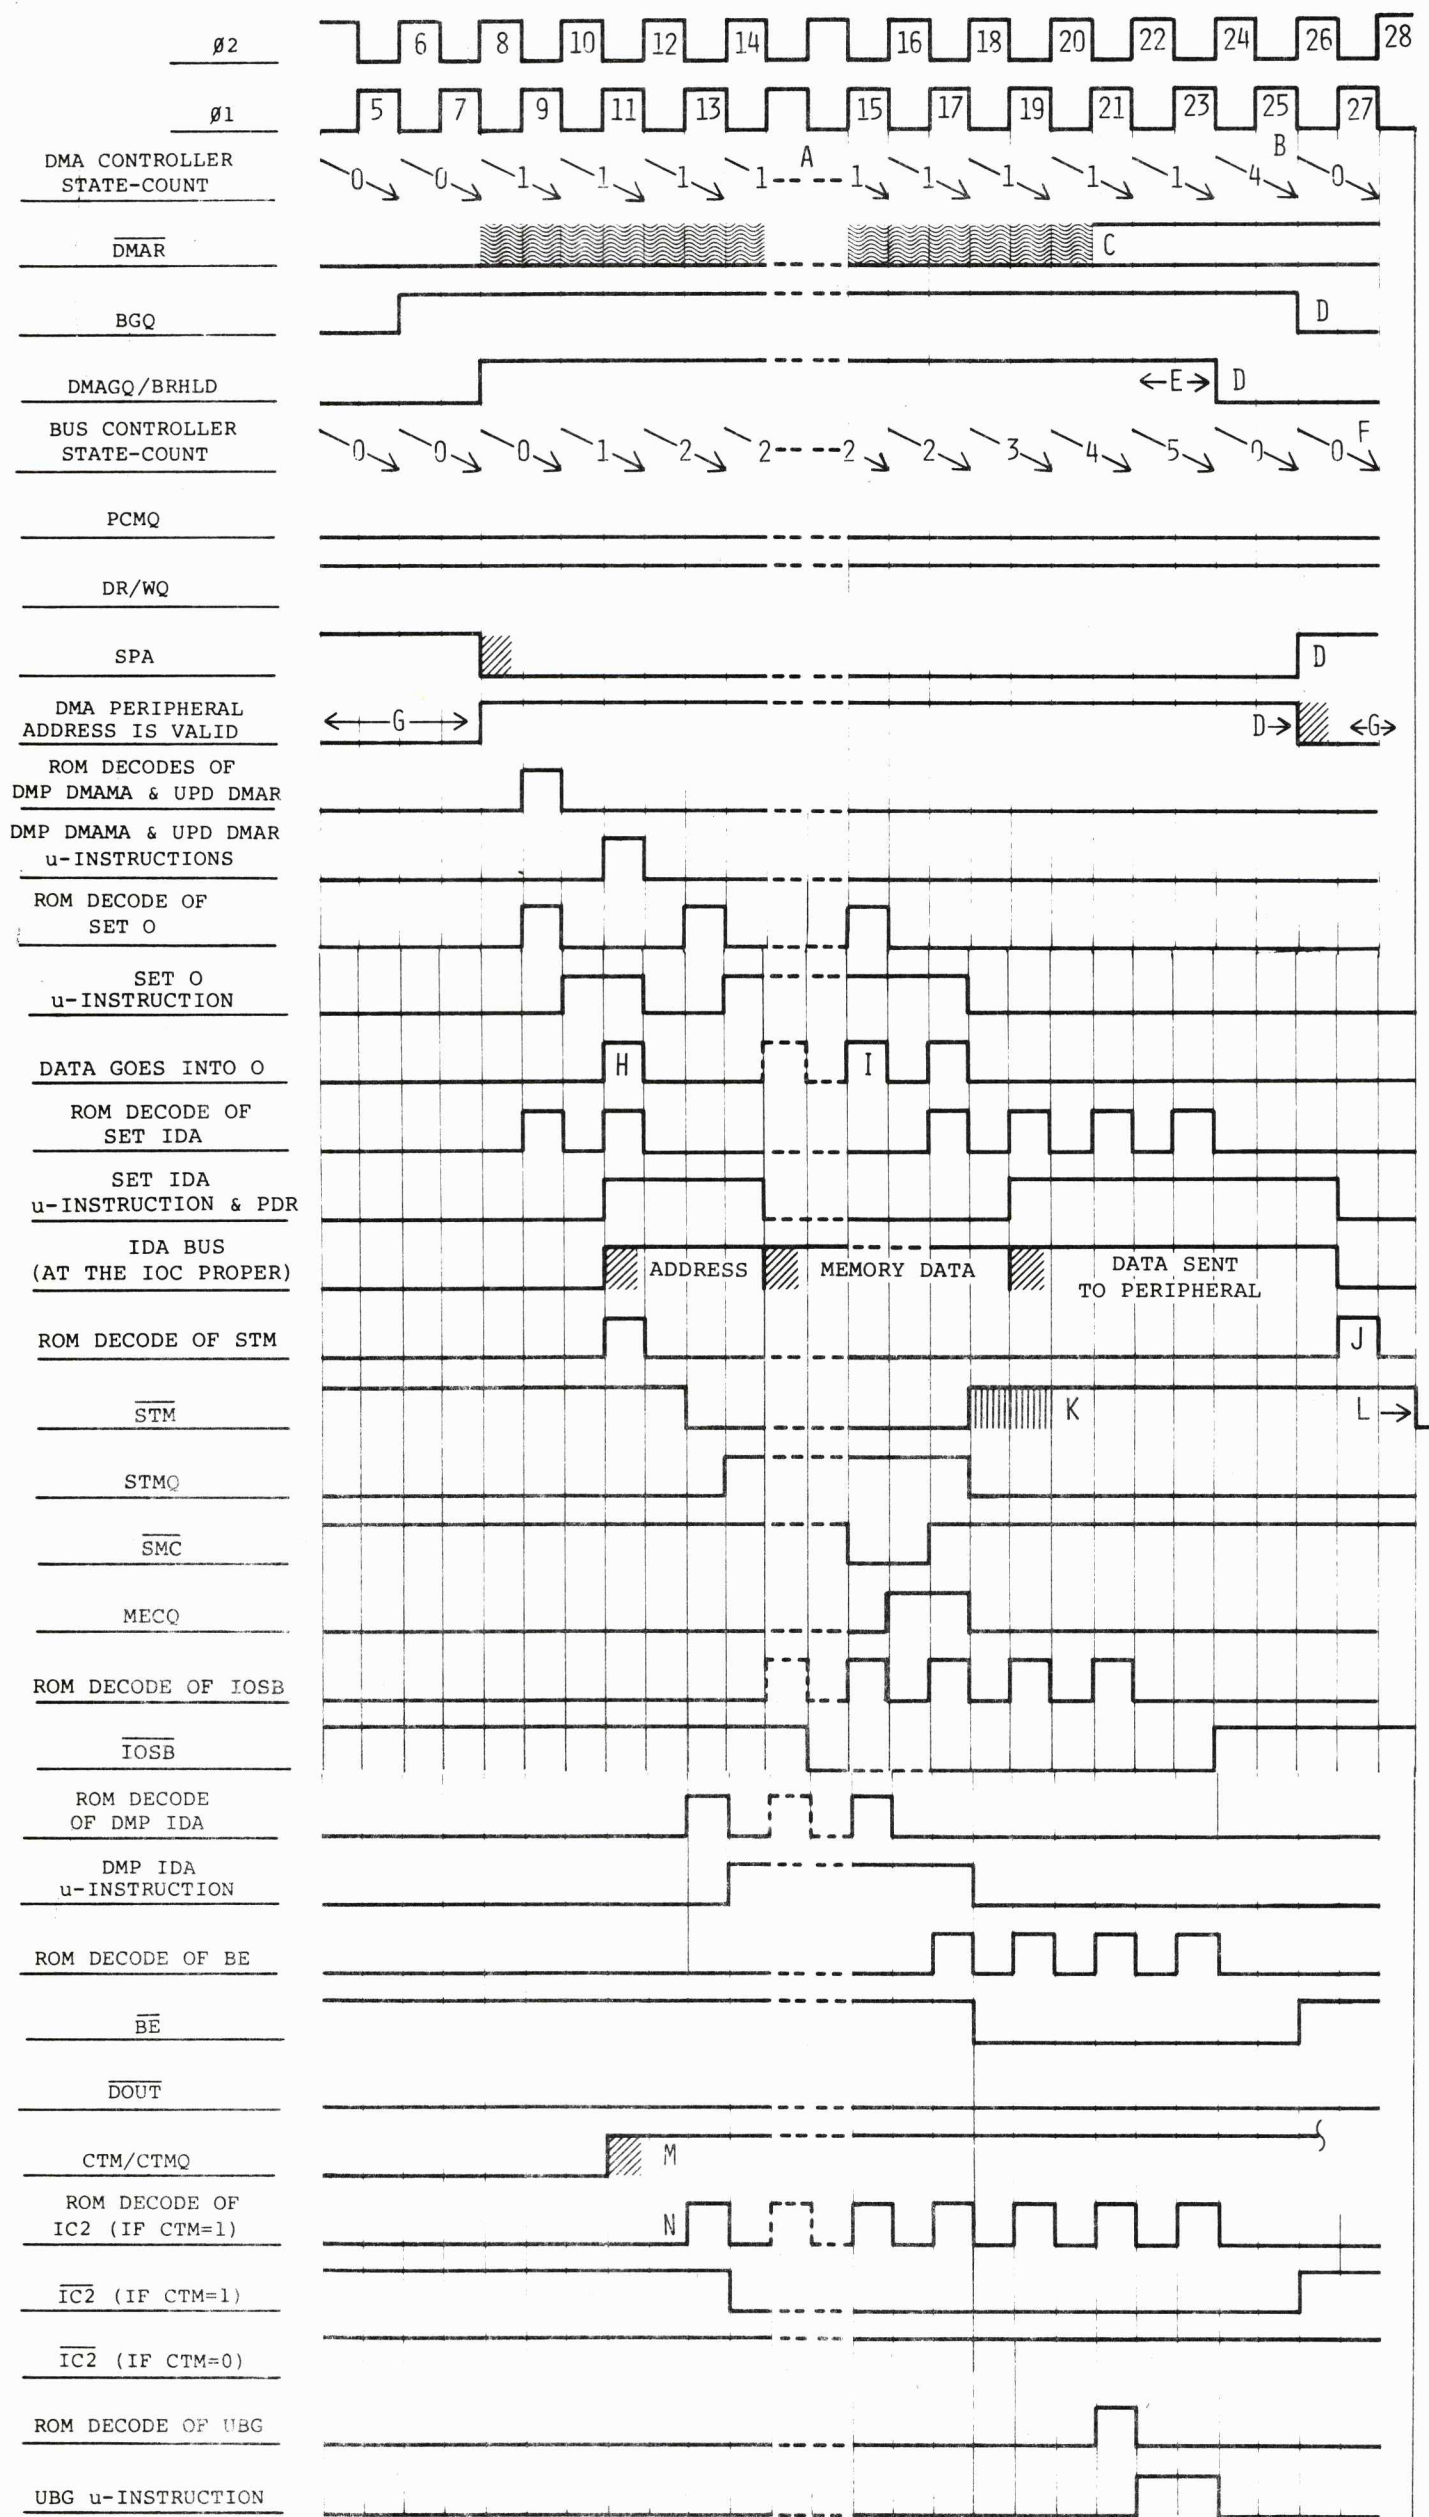 ø2 6 8 10 12 14 16 18 20 22 24 26 28
ø1 5 7 9 11 13 15 17 19 21 23 25 27
DMA CONTROLLER
STATE-COUNT
0 0 1 1 1 1 A 1 1 1 1 1 4 B 0
DMAR C
BGQ D
DMAGQ/BRHLD E D
BUS CONTROLLER
STATE-COUNT
0 0 0 1 2 2 2 2 3 4 5 0 0 F
PCMQ
DR/WQ
SPA D
DMA PERIPHERAL
ADDRESS IS VALID
G D G
ROM DECODES OF
DMP DMAMA & UPD DMAR
DMP DMAMA & UPD DMAR
u-INSTRUCTIONS
ROM DECODE OF
SET O
SET O
u-INSTRUCTION
DATA GOES INTO O H I
ROM DECODE OF
SET IDA
SET IDA
u-INSTRUCTION & PDR
IDA BUS
(AT THE IOC PROPER)
ADDRESS MEMORY DATA DATA SENT
TO PERIPHERAL
ROM DECODE OF STM J
STM K L
STMQ
SMC
MECQ
ROM DECODE OF IOSB
IOSB
ROM DECODE
OF DMP IDA
DMP IDA
u-INSTRUCTION
ROM DECODE OF BE
BE
DOUT
CTM/CTMQ M
ROM DECODE OF
IC2 (IF CTM=1) N
IC2 (IF CTM=1)
IC2 (IF CTM=0)
ROM DECODE OF UBG
UBG u-INSTRUCTION